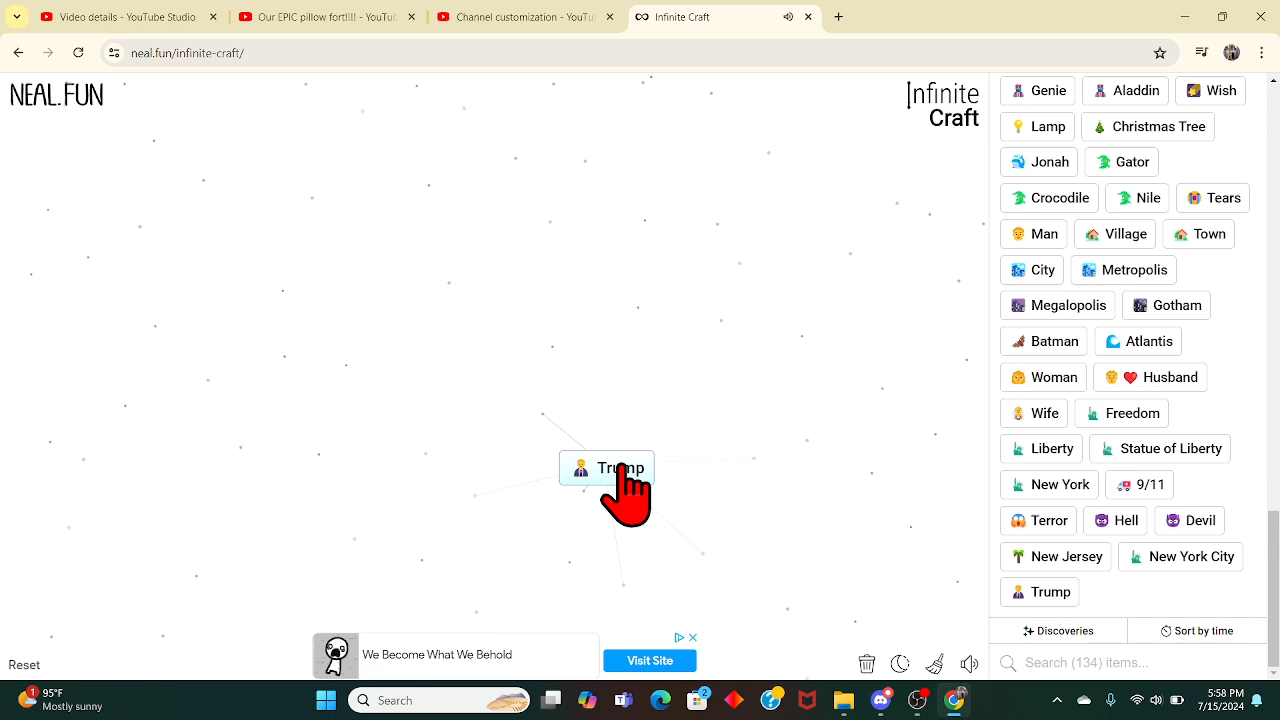 Video details - YouTube Studio
Our EPIC pillow fort!!!! - YouTub
Channel customization - YouTu
Infinite Craft
neal.fun/infinite-craft/
NEAL.FUN
Infinite
Craft
Genie Aladdin Wish
Lamp Christmas Tree
Jonah Gator
Crocodile Nile Tears
Man Village Town
City Metropolis
Megalopolis Gotham
Batman Atlantis
Woman Husband
Wife Freedom
Liberty Statue of Liberty
New York 9/11
Terror Hell Devil
New Jersey New York City
Trump
Trump
Discoveries Sort by time
Search (134) items...
We Become What We Behold
Visit Site
Reset
1
95°F
Mostly sunny
Search
2
5:58 PM
7/15/2024